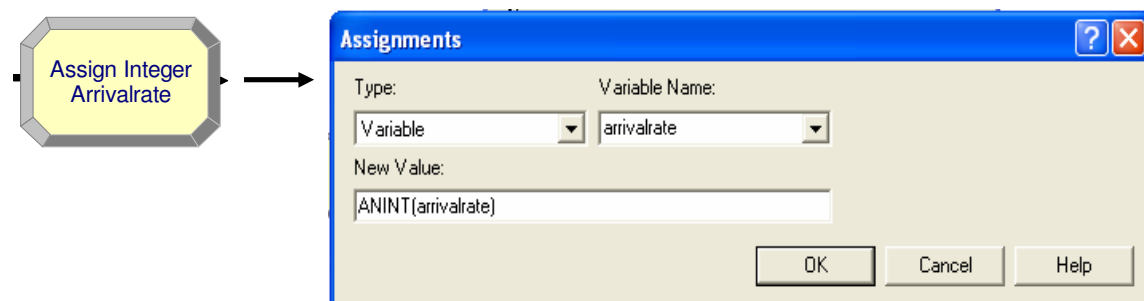 Assign Integer
Arrivalrate
Assignments
Type:
Variable Name:
Variable
arrivalrate
New Value:
ANINT(arrivalrate)
OK
Cancel
Help